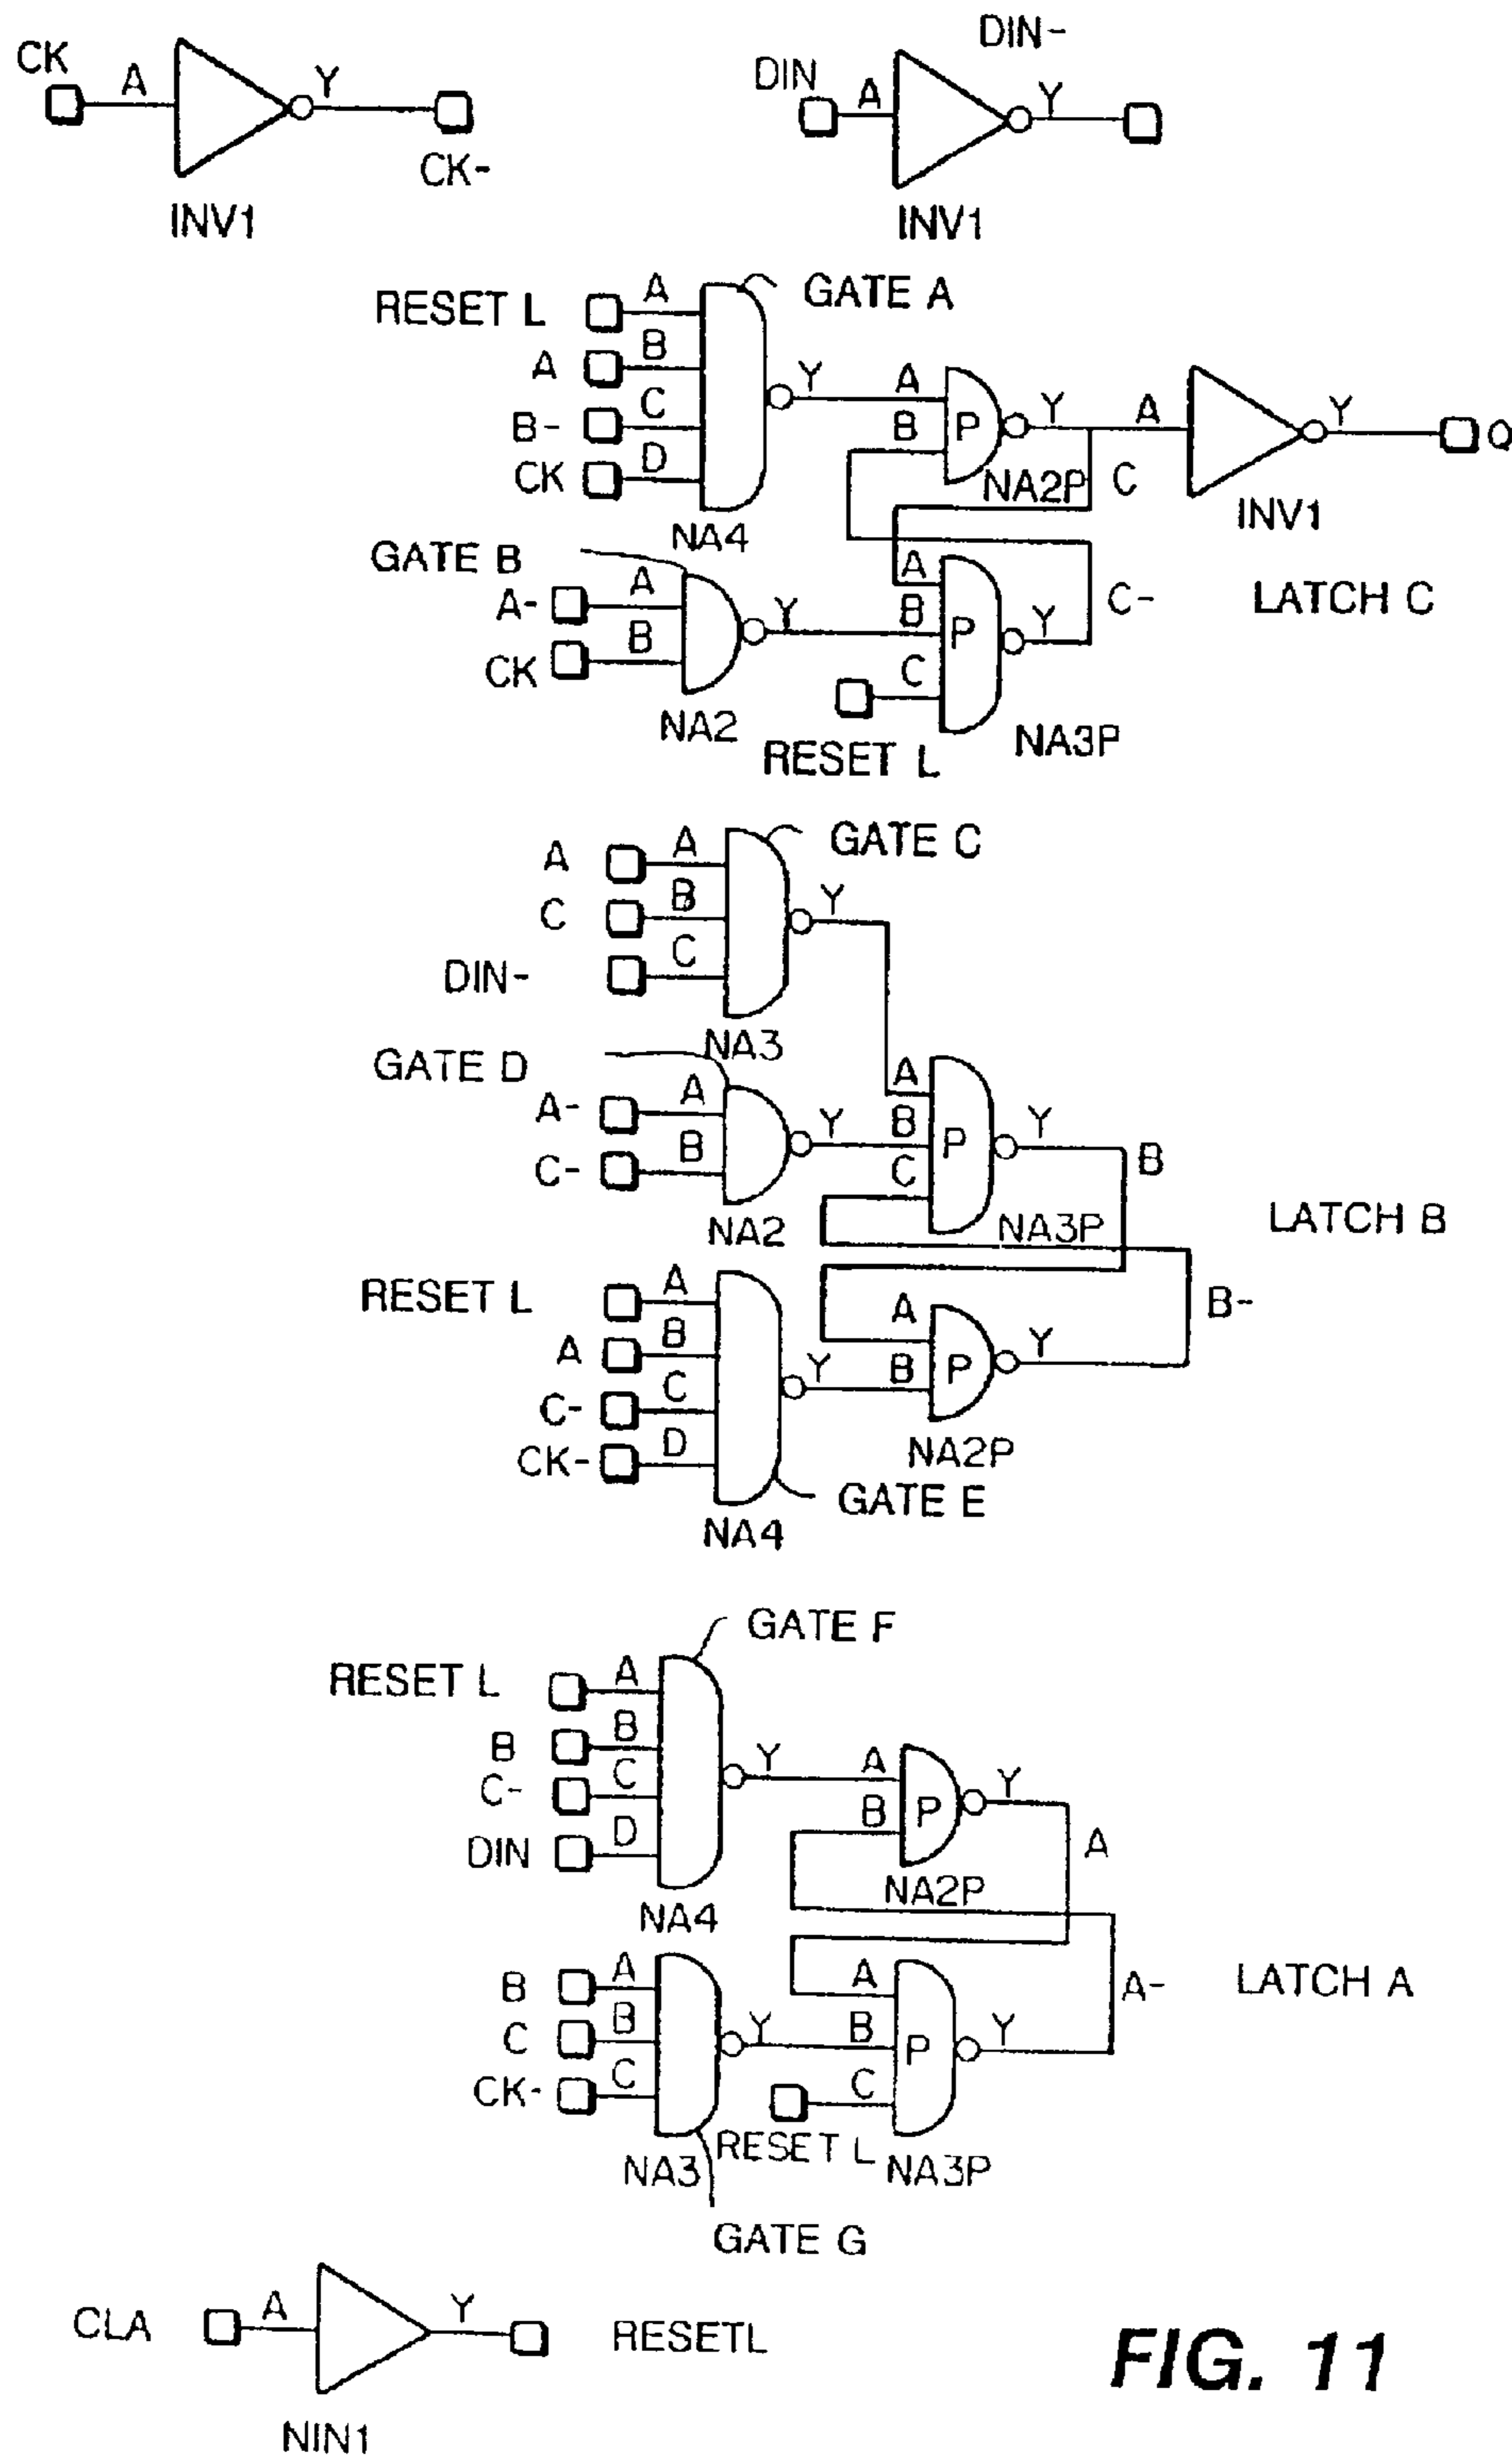 CK A Y CK-
INV1
DIN A DIN- Y
INV1
RESET L A GATE A
A B
B- C Y A Y A Y Q
CK D B P
NA4 NA2P C INV1
GATE B
A- A Y A Y C- LATCH C
CK B B P
NA2 C
RESET L NA3P
A A GATE C
C B Y
DIN- C
NA3
GATE D
A- A Y A Y B
C- B B P
NA2 C NA3P LATCH B
RESET L A
A B A Y B-
C- C Y B P
CK- D NA2P
NA4 GATE E
GATE F
RESET L A
B B Y A Y
C- C B P A
DIN D NA2P
NA4
B A A A- LATCH A
C B Y B P Y
CK- C C
NA3 RESET L NA3P
GATE G
CLA A Y RESETL
NIN1
FIG. 11